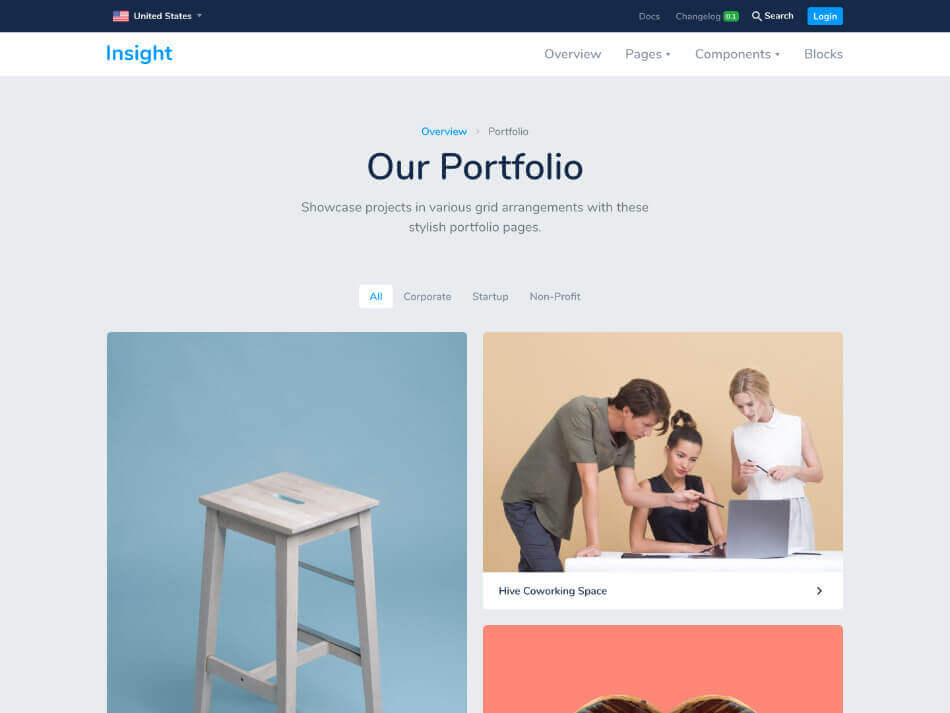 United States
Docs
Changelog 0.1
Search
Login
Insight
Overview
Pages
Components
Blocks
Overview
Portfolio
Our Portfolio
Showcase projects in various grid arrangements with these
stylish portfolio pages.
All
Corporate
Startup
Non-Profit
Hive Coworking Space